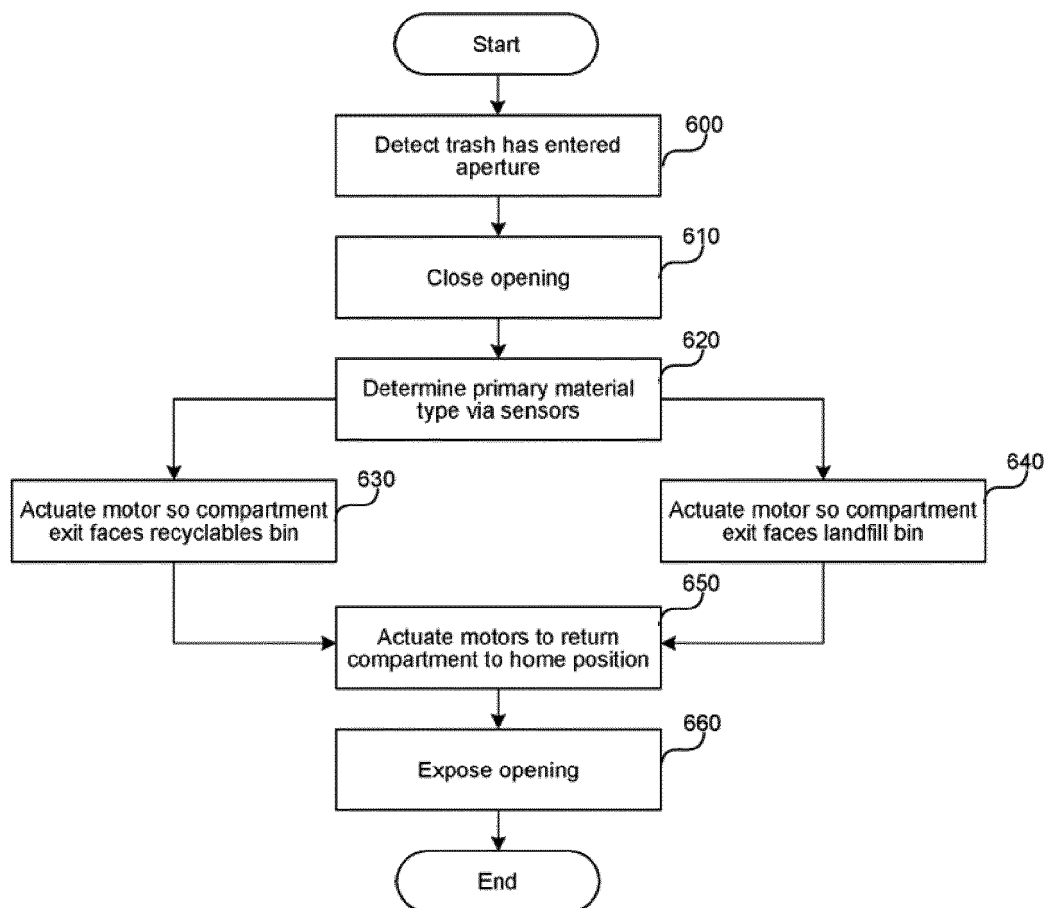 Start
600
Detect trash has entered
aperture
610
Close opening
620
Determine primary material
type via sensors
630
Actuate motor so compartment
exit faces recyclables bin
640
Actuate motor so compartment
exit faces landfill bin
650
Actuate motors to return
compartment to home position
660
Expose opening
End